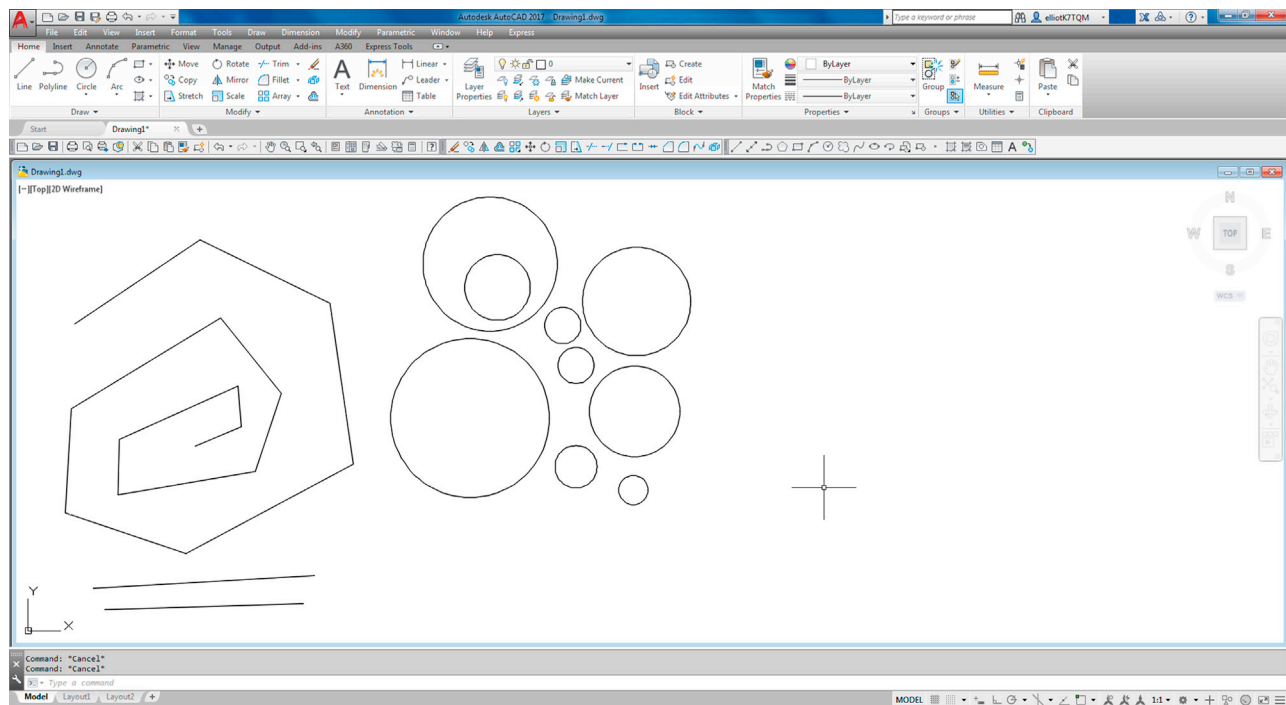 Autodesk AutoCAD 2017 Drawing1.dwg
Type a keyword or phrase
elliotK7TQM
File Edit View Insert Format Tools Draw Dimension Modify Parametric Window Help Express
Home Insert Annotate Parametric View Manage Output Add-ins A360 Express Tools
Line Polyline Circle Arc
Move Rotate Trim
Copy Mirror Fillet
Stretch Scale Array
Text Dimension
Linear
Leader
Table
Layer Properties
0
Make Current
Match Layer
Insert
Create
Edit
Edit Attributes
Match Properties
ByLayer
ByLayer
ByLayer
Group
Measure
Paste
Draw Modify Annotation Layers Block Properties Groups Utilities Clipboard
Start Drawing1*
A
Drawing1.dwg
[−][Top][2D Wireframe]
N
W TOP E
S
WCS
Y
X
Command: *Cancel*
Command: *Cancel*
Type a command
Model Layout1 Layout2 +
MODEL 1:1